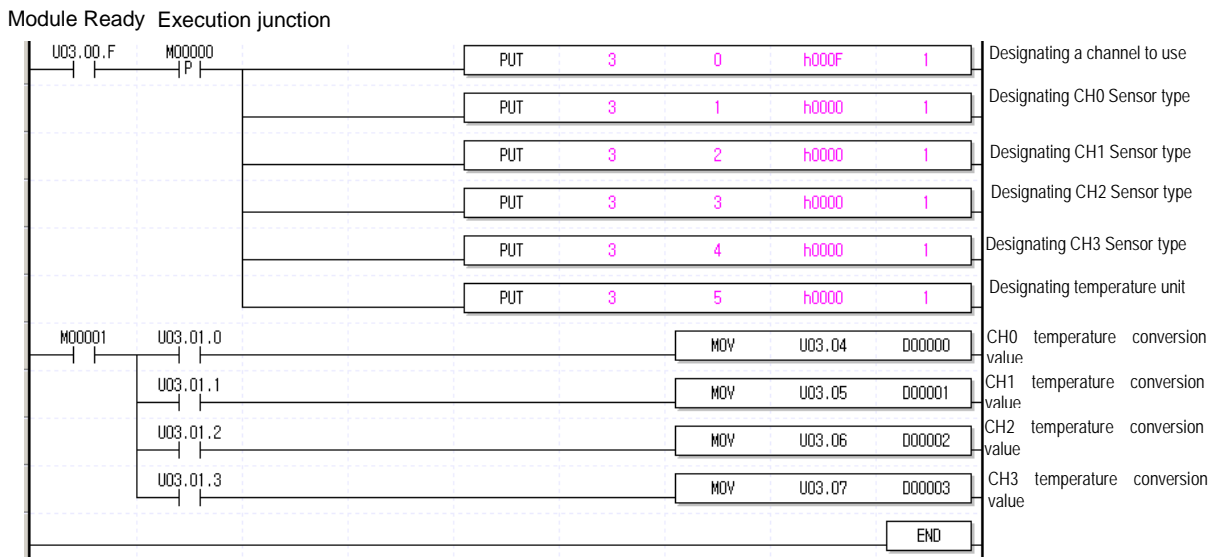 Module Ready Execution junction
U03.00.F M00000
P
PUT 3 0 h000F 1 Designating a channel to use
PUT 3 1 h0000 1 Designating CH0 Sensor type
PUT 3 2 h0000 1 Designating CH1 Sensor type
PUT 3 3 h0000 1 Designating CH2 Sensor type
PUT 3 4 h0000 1 Designating CH3 Sensor type
PUT 3 5 h0000 1 Designating temperature unit
M00001 U03.01.0
MOV U03.04 D00000 CH0 temperature conversion
value
U03.01.1
MOV U03.05 D00001 CH1 temperature conversion
value
U03.01.2
MOV U03.06 D00002 CH2 temperature conversion
value
U03.01.3
MOV U03.07 D00003 CH3 temperature conversion
value
END